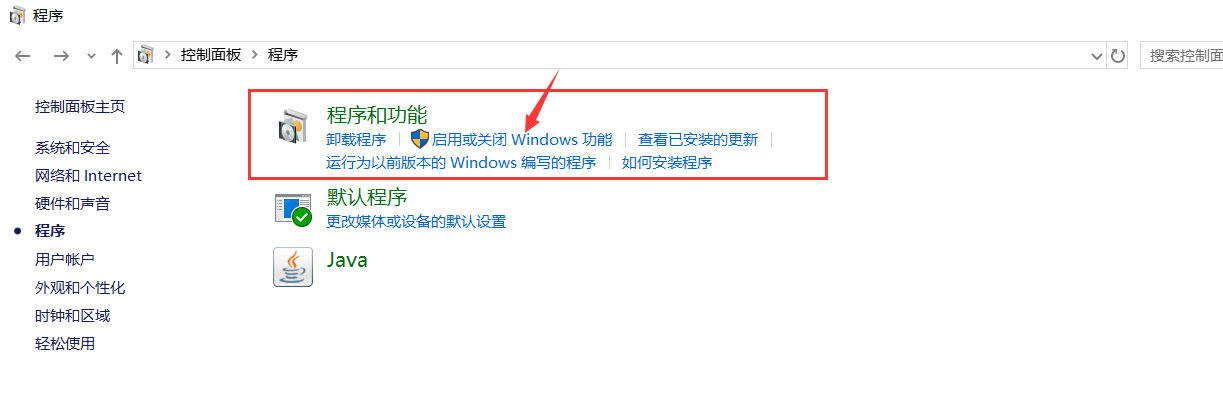 程序
控制面板 程序
搜索控制面
控制面板主页
系统和安全
网络和 Internet
硬件和声音
程序
用户帐户
外观和个性化
时钟和区域
轻松使用
程序和功能
卸载程序 启用或关闭 Windows 功能 查看已安装的更新
运行为以前版本的 Windows 编写的程序 如何安装程序
默认程序
更改媒体或设备的默认设置
Java